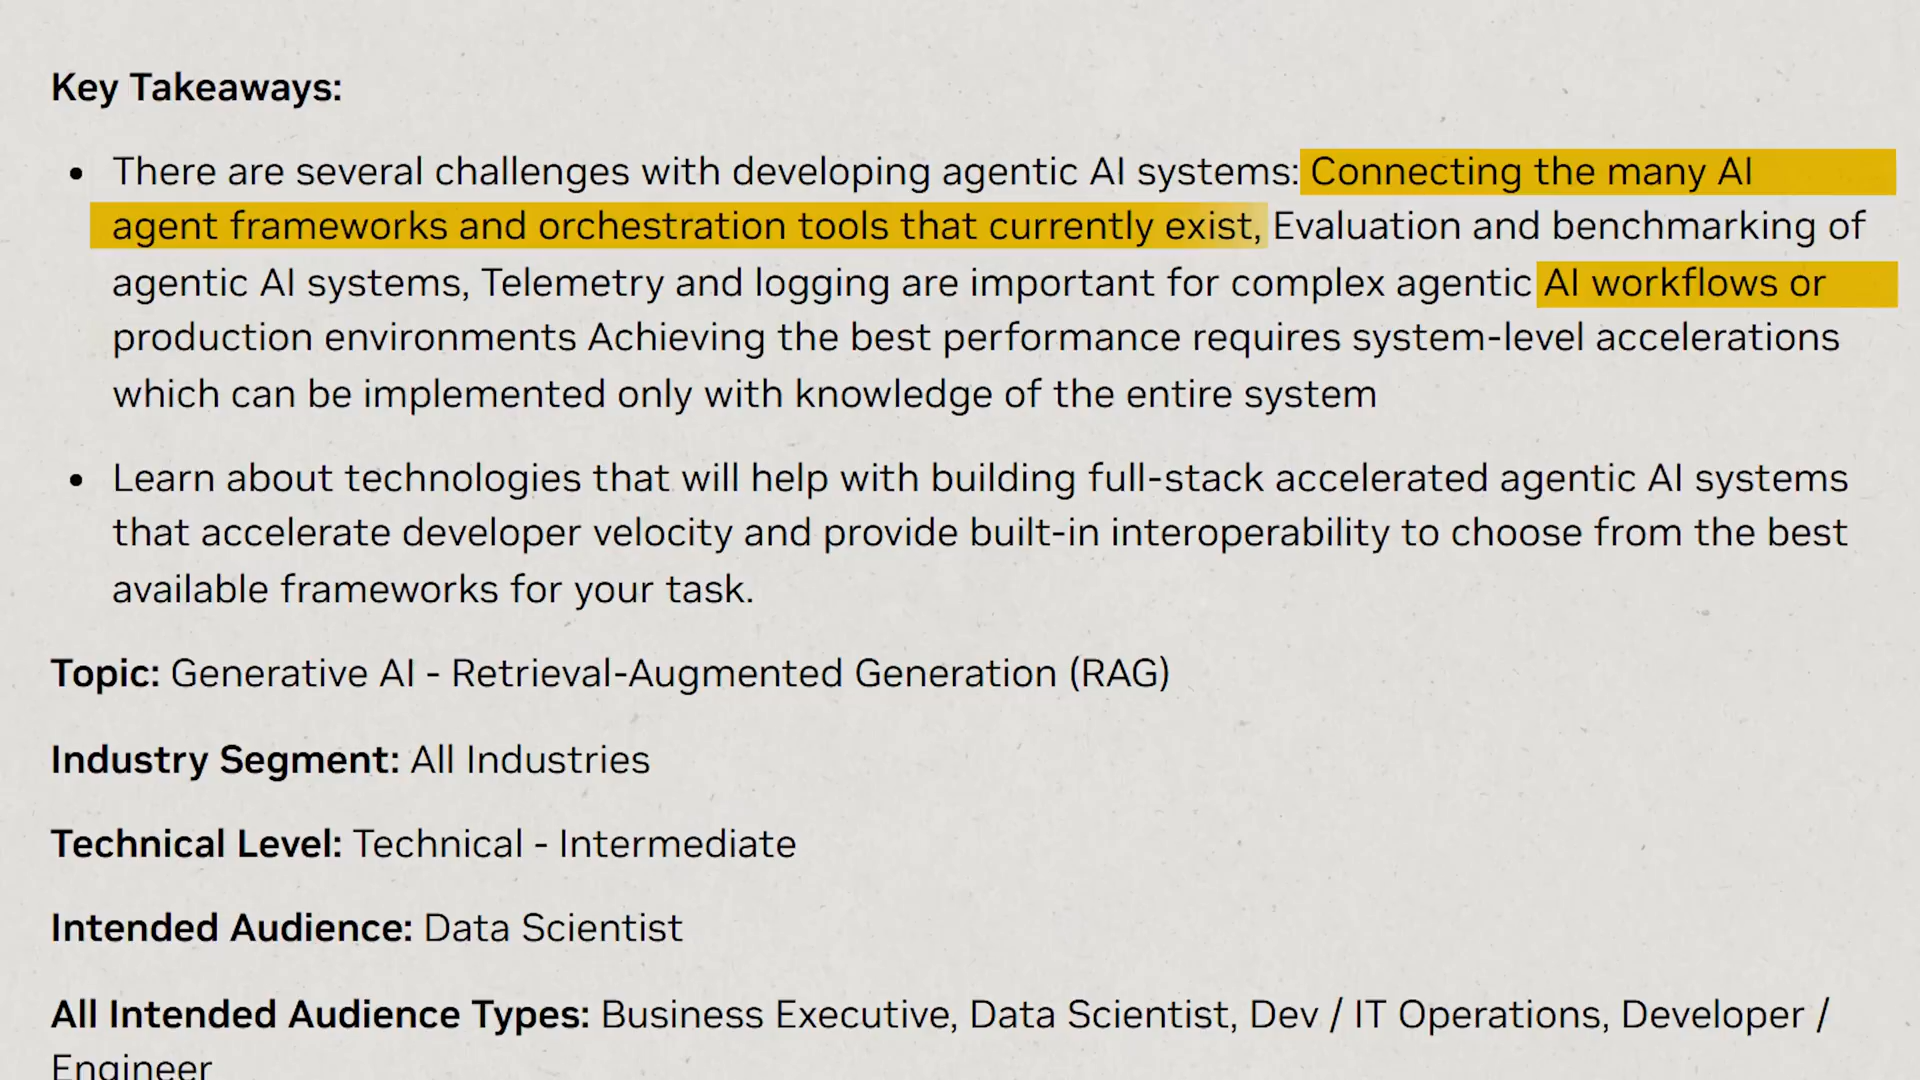 Key Takeaways:
• There are several challenges with developing agentic AI systems: Connecting the many AI
agent frameworks and orchestration tools that currently exist, Evaluation and benchmarking of
agentic AI systems, Telemetry and logging are important for complex agentic AI workflows or
production environments Achieving the best performance requires system-level accelerations
which can be implemented only with knowledge of the entire system
• Learn about technologies that will help with building full-stack accelerated agentic AI systems
that accelerate developer velocity and provide built-in interoperability to choose from the best
available frameworks for your task.
Topic: Generative AI - Retrieval-Augmented Generation (RAG)
Industry Segment: All Industries
Technical Level: Technical - Intermediate
Intended Audience: Data Scientist
All Intended Audience Types: Business Executive, Data Scientist, Dev / IT Operations, Developer /
Engineer